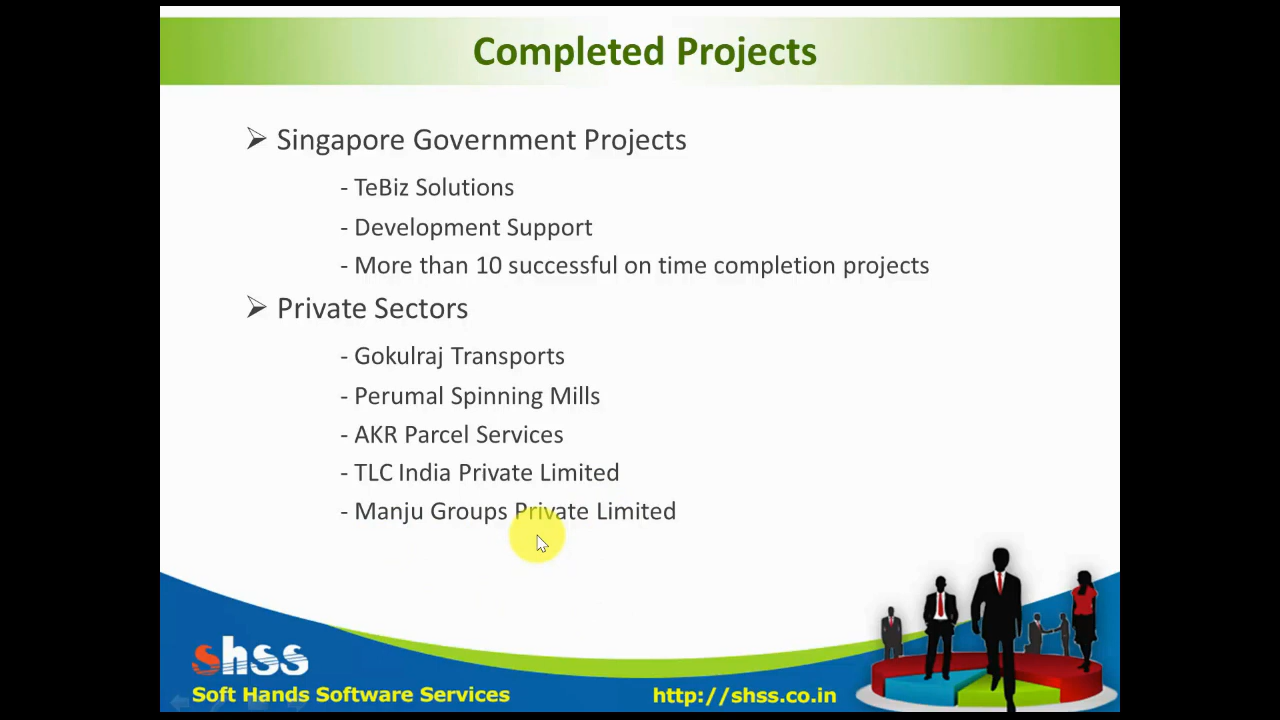 Completed Projects
Singapore Government Projects
- TeBiz Solutions
- Development Support
- More than 10 successful on time completion projects
Private Sectors
- Gokulraj Transports
- Perumal Spinning Mills
- AKR Parcel Services
- TLC India Private Limited
- Manju Groups Private Limited
shss
Soft Hands Software Services
http://shss.co.in